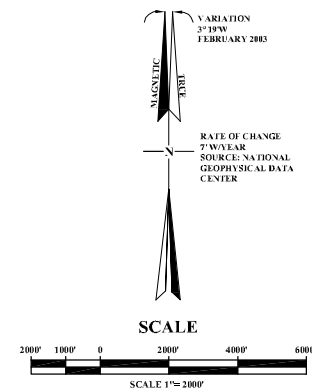 VARIATION
3° 19'W
FEBRUARY 2003
MAGNETIC
TRUE
RATE OF CHANGE
7' W/YEAR
SOURCE: NATIONAL
GEOPHYSICAL DATA
CENTER
N
SCALE
2000' 1000' 0 2000' 4000' 6000'
SCALE 1"= 2000'